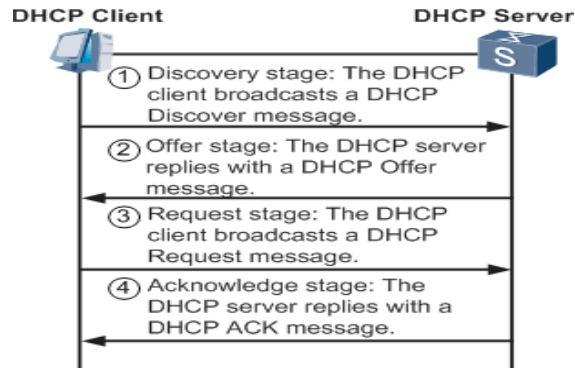 DHCP Client
DHCP Server
S
① Discovery stage: The DHCP
client broadcasts a DHCP
Discover message.
② Offer stage: The DHCP server
replies with a DHCP Offer
message.
③ Request stage: The DHCP
client broadcasts a DHCP
Request message.
④ Acknowledge stage: The
DHCP server replies with a
DHCP ACK message.